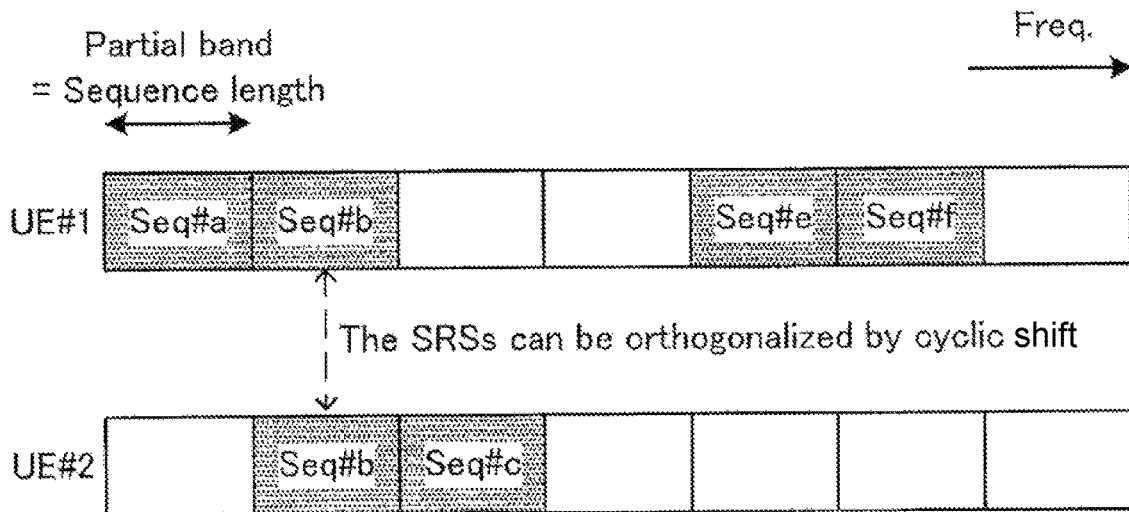 Freq.
Partial band
= Sequence length
UE#1 Seq#a Seq#b Seq#e Seq#f
The SRSs can be orthogonalized by cyclic shift
UE#2 Seq#b Seq#c